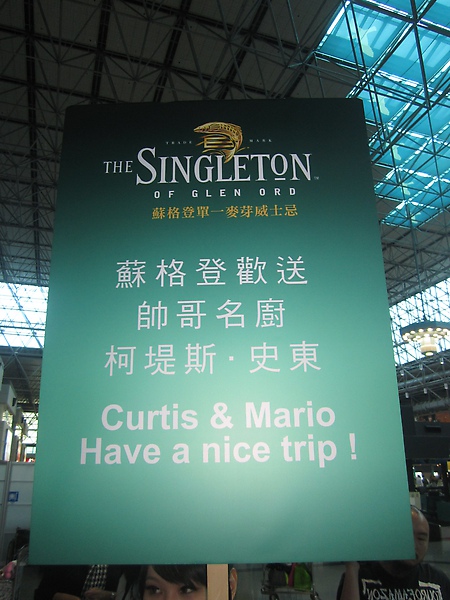 TRADE MARK
THE SINGLETON
OF GLEN ORD
蘇格登單一麥芽威士忌
蘇格登歡送
帥哥名廚
柯堤斯·史東
Curtis & Mario
Have a nice trip !